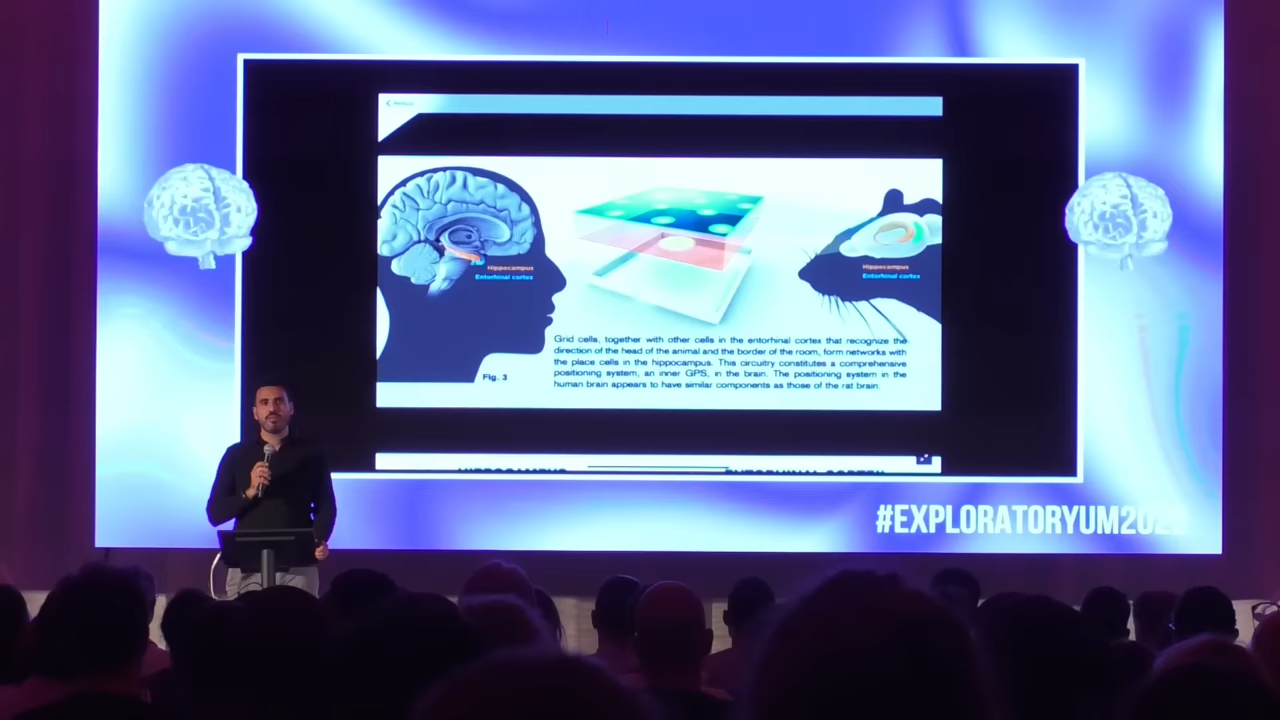 Hippocampus
Entorhinal cortex
Hippocampus
Entorhinal cortex
Grid cells, together with other cells in the entorhinal cortex that recognize the
direction of the head of the animal and the border of the room, form networks with
the place cells in the hippocampus. This circuitry constitutes a comprehensive
positioning system, an inner GPS, in the brain. The positioning system in the
human brain appears to have similar components as those of the rat brain.
Fig. 3
HIPPOCAMPUS
ENTORHINAL CORTEX
#EXPLORATORYUM202